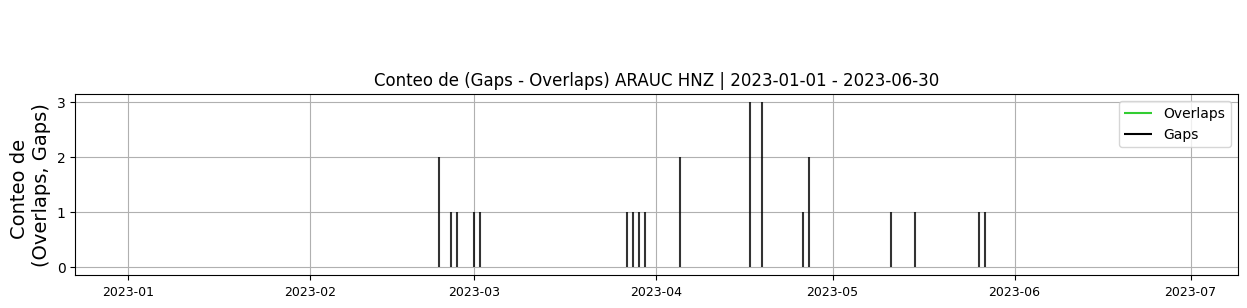 Conteo de (Gaps - Overlaps) ARAUC HNZ | 2023-01-01 - 2023-06-30
Conteo de
(Overlaps, Gaps)
3
2
1
0
Overlaps
Gaps
2023-01
2023-02
2023-03
2023-04
2023-05
2023-06
2023-07